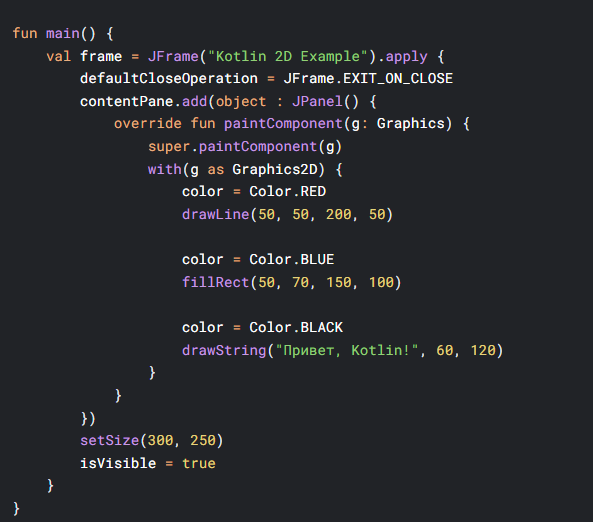 fun main() {
    val frame = JFrame("Kotlin 2D Example").apply {
        defaultCloseOperation = JFrame.EXIT_ON_CLOSE
        contentPane.add(object : JPanel() {
            override fun paintComponent(g: Graphics) {
                super.paintComponent(g)
                with(g as Graphics2D) {
                    color = Color.RED
                    drawLine(50, 50, 200, 50)

                    color = Color.BLUE
                    fillRect(50, 70, 150, 100)

                    color = Color.BLACK
                    drawString("Привет, Kotlin!", 60, 120)
                }
            }
        })
        setSize(300, 250)
        isVisible = true
    }
}